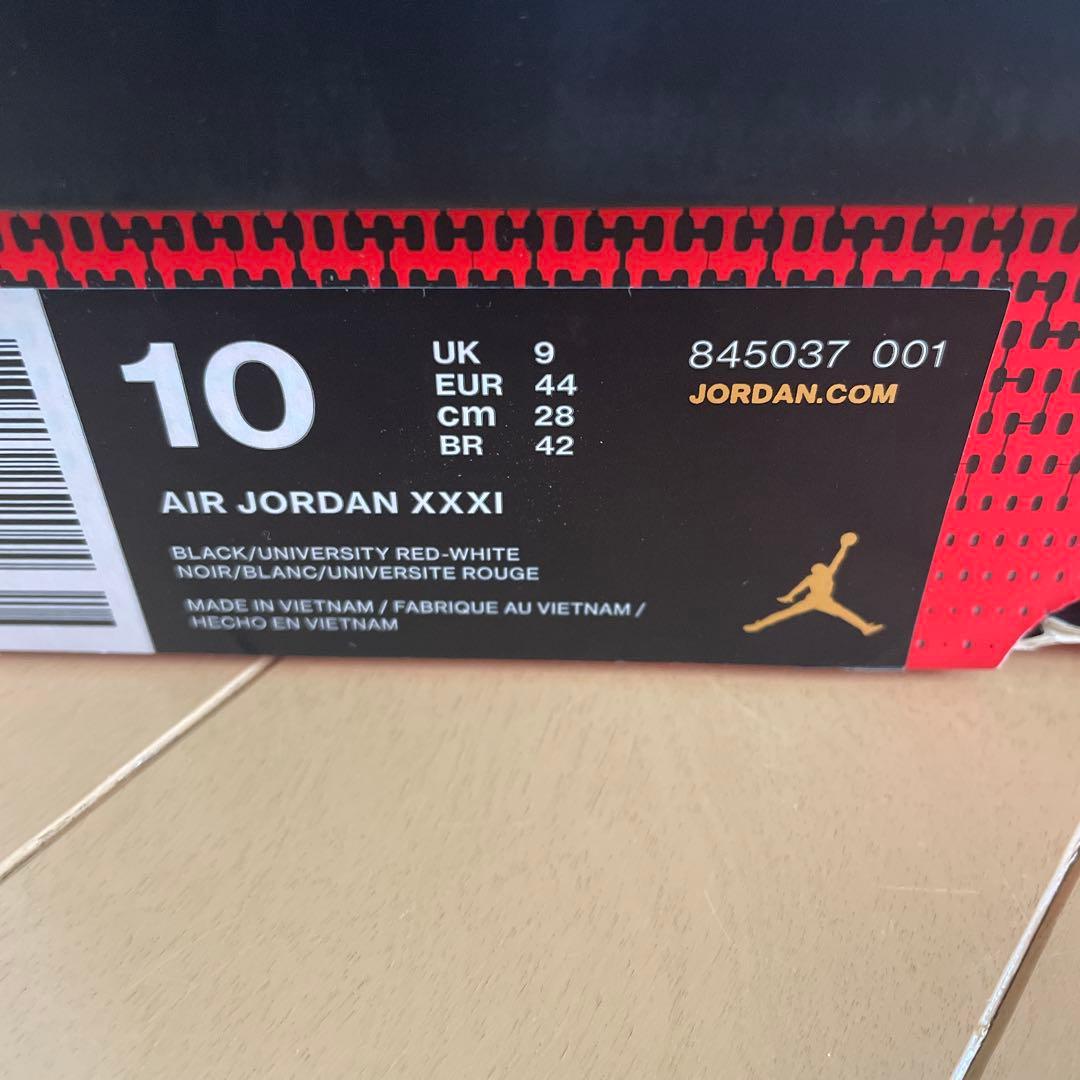 10
UK 9
EUR 44
cm 28
BR 42
845037 001
JORDAN.COM
AIR JORDAN XXXI
BLACK/UNIVERSITY RED-WHITE
NOIR/BLANC/UNIVERSITE ROUGE
MADE IN VIETNAM / FABRIQUE AU VIETNAM /
HECHO EN VIETNAM